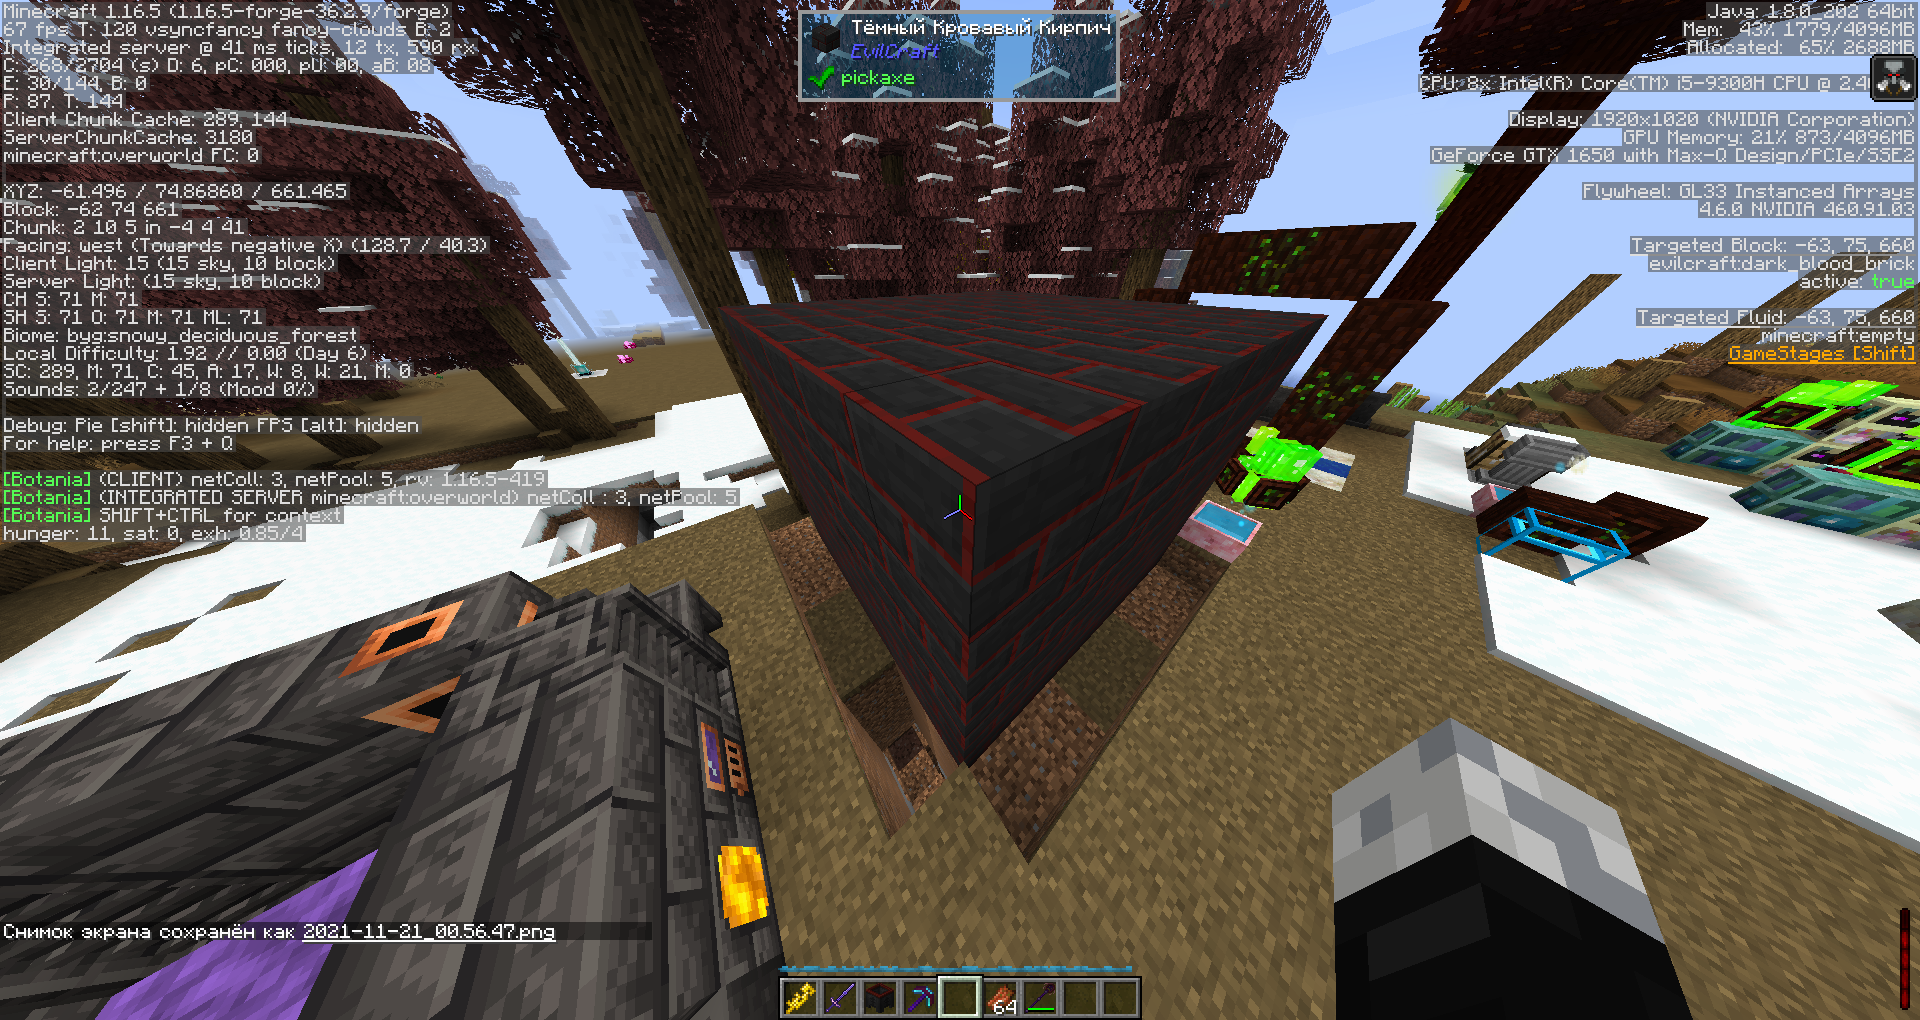 Minecraft 1.16.5 (1.16.5-forge-36.2.9/forge)
67 fps T: 120 vsyncfancy fancy-clouds B: 2
Integrated server @ 41 ms ticks, 12 tx, 590 rx
C: 268/2704 (s) D: 6, pC: 000, pU: 00, aB: 08
E: 30/144, B: 0
P: 87. T: 144
Client Chunk Cache: 289, 144
ServerChunkCache: 3180
minecraft:overworld FC: 0
XYZ: -61.496 / 74.86860 / 661.465
Block: -62 74 661
Chunk: 2 10 5 in -4 4 41
Facing: west (Towards negative X) (128.7 / 40.3)
Client Light: 15 (15 sky, 10 block)
Server Light: (15 sky, 10 block)
CH S: 71 M: 71
SH S: 71 O: 71 M: 71 ML: 71
Biome: byg:snowy_deciduous_forest
Local Difficulty: 1.92 // 0.00 (Day 6)
SC: 289, M: 71, C: 45, A: 17, W: 8, W: 21, M: 0
Sounds: 2/247 + 1/8 (Mood 0%)
Debug: Pie [shift]: hidden FPS [alt]: hidden
For help: press F3 + Q
[Botania] (CLIENT) netColl: 3, netPool: 5, rv: 1.16.5-419
[Botania] (INTEGRATED SERVER minecraft:overworld) netColl : 3, netPool: 5
[Botania] SHIFT+CTRL for context
hunger: 11, sat: 0, exh: 0.85/4
Тёмный Кровавый Кирпич
EvilCraft
pickaxe
Java: 1.8.0_202 64bit
Mem: 43% 1779/4096MB
Allocated: 65% 2688MB
CPU: 8x Intel(R) Core(TM) i5-9300H CPU @ 2.4
Display: 1920x1020 (NVIDIA Corporation)
GPU Memory: 21% 873/4096MB
GeForce GTX 1650 with Max-Q Design/PCIe/SSE2
Flywheel: GL33 Instanced Arrays
4.6.0 NVIDIA 460.91.03
Targeted Block: -63, 75, 660
evilcraft:dark_blood_brick
active: true
Targeted Fluid: -63, 75, 660
minecraft:empty
GameStages [Shift]
Снимок экрана сохранён как 2021-11-21_00.56.47.png
64